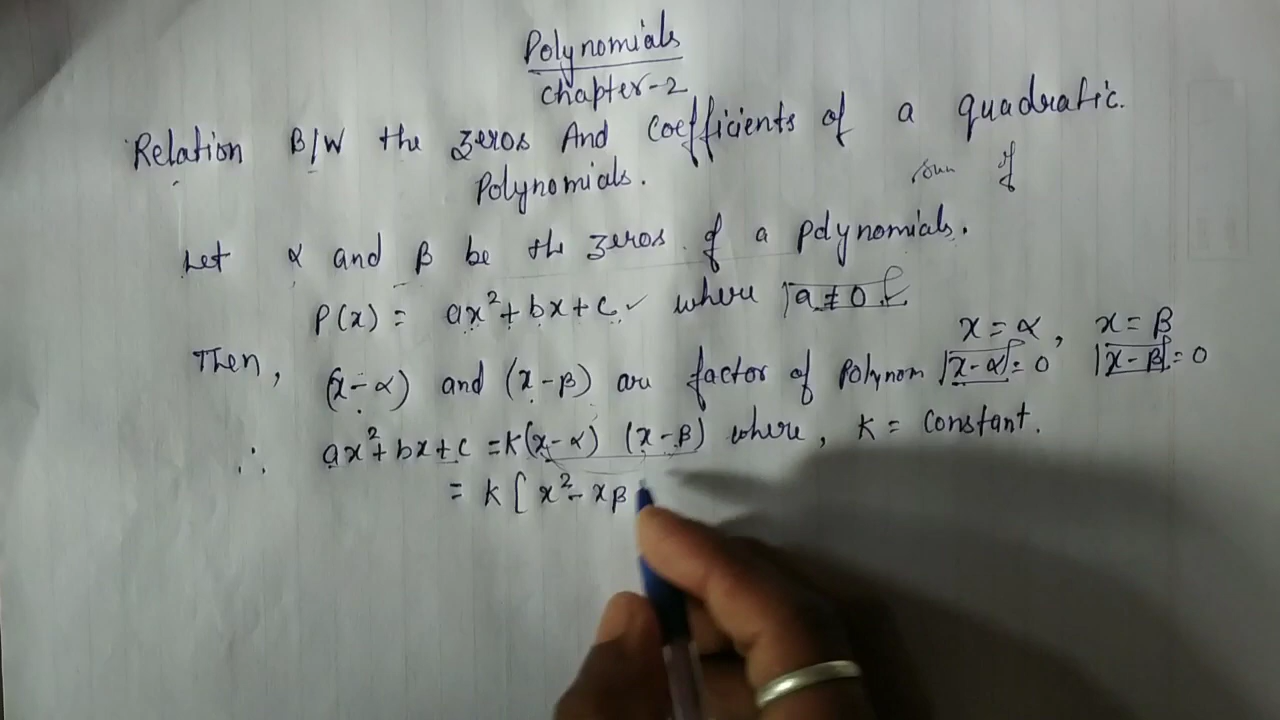 Polynomials
chapter-2
Relation B/W the zeros And Coefficients of a quadratic.
Polynomials.
sum of
Let α and β be the zeros of a polynomials.
P(x) = ax²+bx+c where a≠0
x=α, x=β
Then, (x-α) and (x-β) are factor of Polynom x-α=0 x-β=0
∴ ax²+bx+c =K(x-α) (x-β) where, K = Constant.
= K[x²-xβ